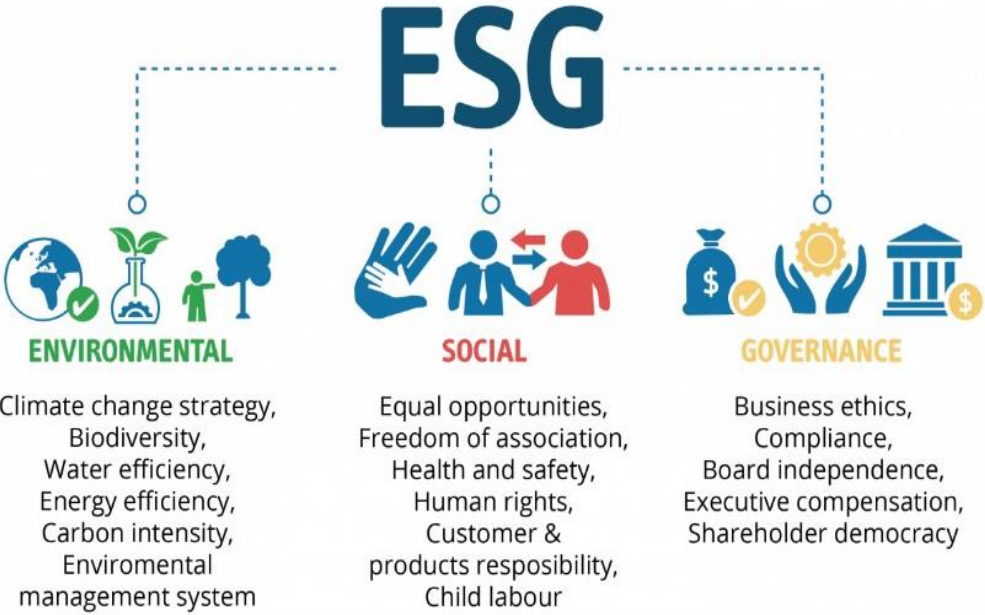 ESG
ENVIRONMENTAL
Climate change strategy,
Biodiversity,
Water efficiency,
Energy efficiency,
Carbon intensity,
Enviromental
management system
SOCIAL
Equal opportunities,
Freedom of association,
Health and safety,
Human rights,
Customer &
products resposibility,
Child labour
$
$
GOVERNANCE
Business ethics,
Compliance,
Board independence,
Executive compensation,
Shareholder democracy